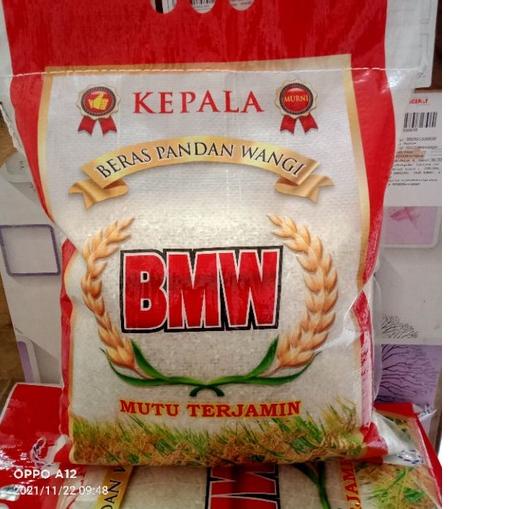 KEPALA
MURNI
BERAS PANDAN WANGI
BMW
MUTU TERJAMIN
OPPO A12
2021/11/22 09:48